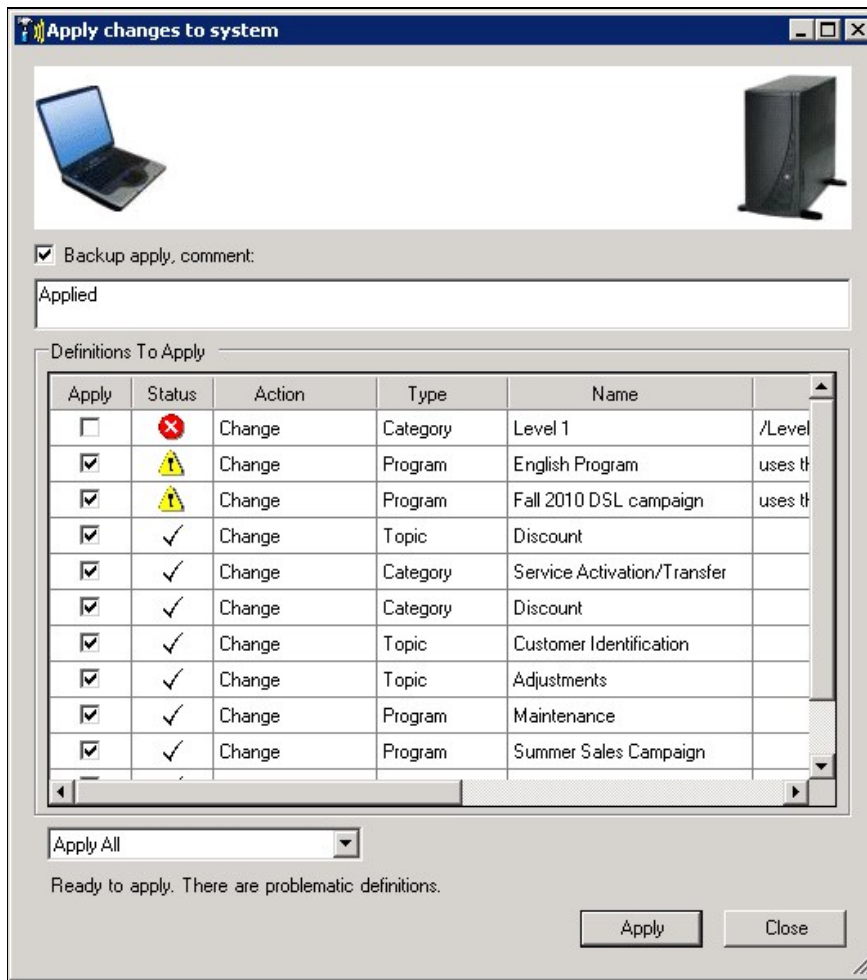 Apply changes to system
Backup apply, comment:
Applied
Definitions To Apply
Apply Status Action Type Name
Change Category Level 1 /Level
Change Program English Program uses th
Change Program Fall 2010 DSL campaign uses th
Change Topic Discount
Change Category Service Activation/Transfer
Change Category Discount
Change Topic Customer Identification
Change Topic Adjustments
Change Program Maintenance
Change Program Summer Sales Campaign
Apply All
Ready to apply. There are problematic definitions.
Apply Close